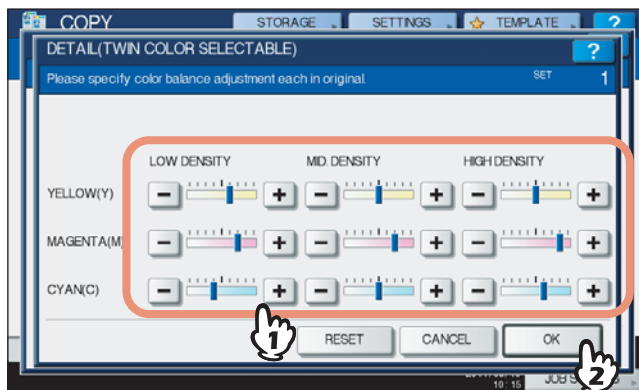 COPY STORAGE SETTINGS TEMPLATE ?
DETAIL(TWIN COLOR SELECTABLE) ?
Please specify color balance adjustment each in original. SET 1
LOW DENSITY MID. DENSITY HIGH DENSITY
YELLOW(Y) − + − + − +
MAGENTA(M) − + − + − +
CYAN(C) − + − + − +
1
RESET CANCEL OK
2
10:15